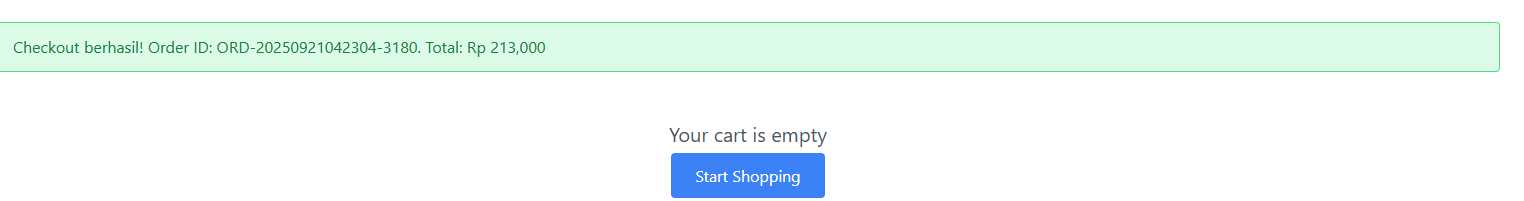 Checkout berhasil! Order ID: ORD-20250921042304-3180. Total: Rp 213,000
Your cart is empty
Start Shopping